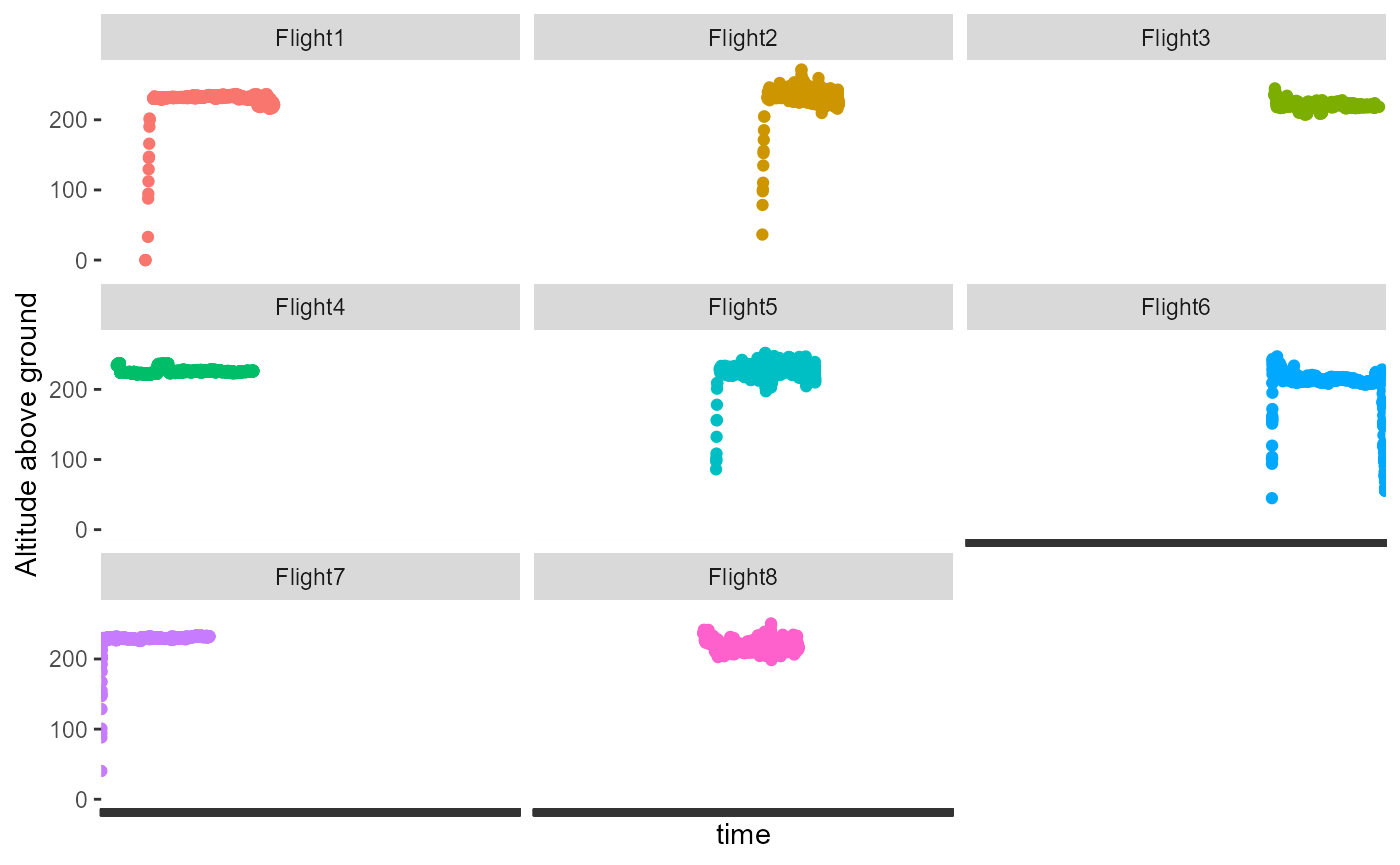 Flight1 Flight2 Flight3
200
100
0
Flight4 Flight5 Flight6
200
100
0
Flight7 Flight8
200
100
0
Altitude above ground
time